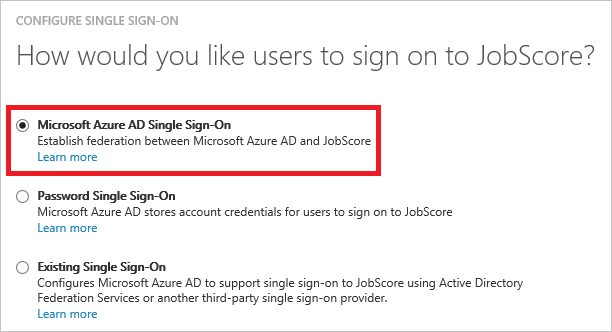 CONFIGURE SINGLE SIGN-ON
How would you like users to sign on to JobScore?
Microsoft Azure AD Single Sign-On
Establish federation between Microsoft Azure AD and JobScore
Learn more
Password Single Sign-On
Microsoft Azure AD stores account credentials for users to sign on to JobScore
Learn more
Existing Single Sign-On
Configures Microsoft Azure AD to support single sign-on to JobScore using Active Directory
Federation Services or another third-party single sign-on provider.
Learn more